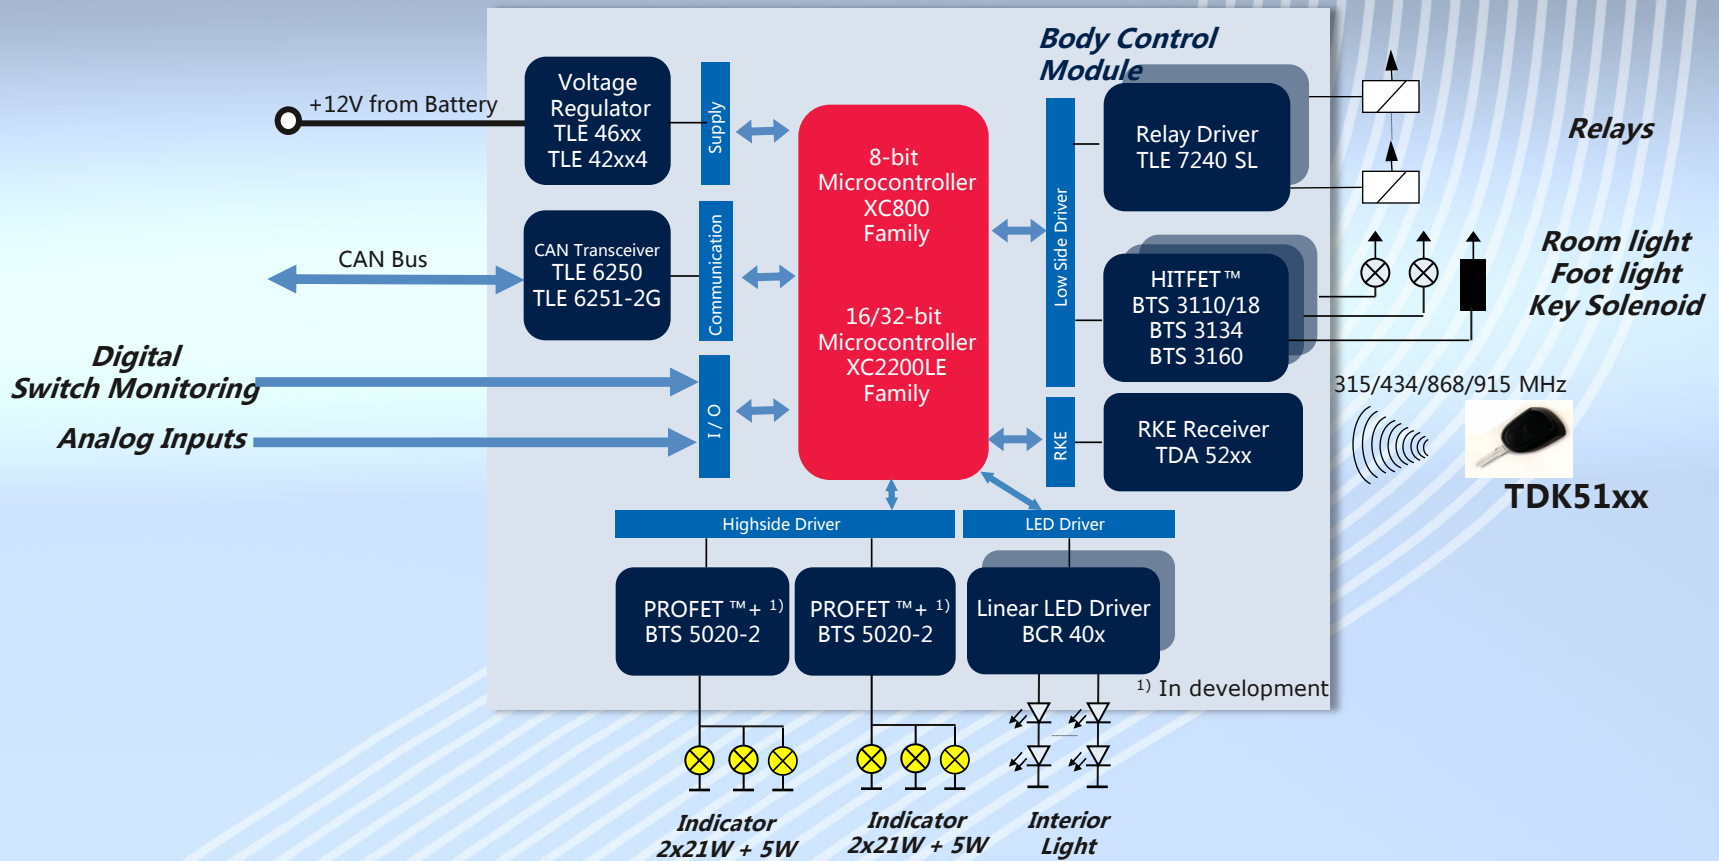 Body Control
Module
+12V from Battery
Voltage
Regulator
TLE 46xx
TLE 42xx4
Supply
CAN Bus
CAN Transceiver
TLE 6250
TLE 6251-2G
Communication
Digital
Switch Monitoring
Analog Inputs
I / O
8-bit
Microcontroller
XC800
Family
16/32-bit
Microcontroller
XC2200LE
Family
Low Side Driver
Relay Driver
TLE 7240 SL
Relays
HITFET™
BTS 3110/18
BTS 3134
BTS 3160
Room light
Foot light
Key Solenoid
RKE
RKE Receiver
TDA 52xx
315/434/868/915 MHz
TDK51xx
Highside Driver
LED Driver
PROFET ™+ 1)
BTS 5020-2
PROFET ™+ 1)
BTS 5020-2
Linear LED Driver
BCR 40x
1) In development
Indicator
2x21W + 5W
Indicator
2x21W + 5W
Interior
Light